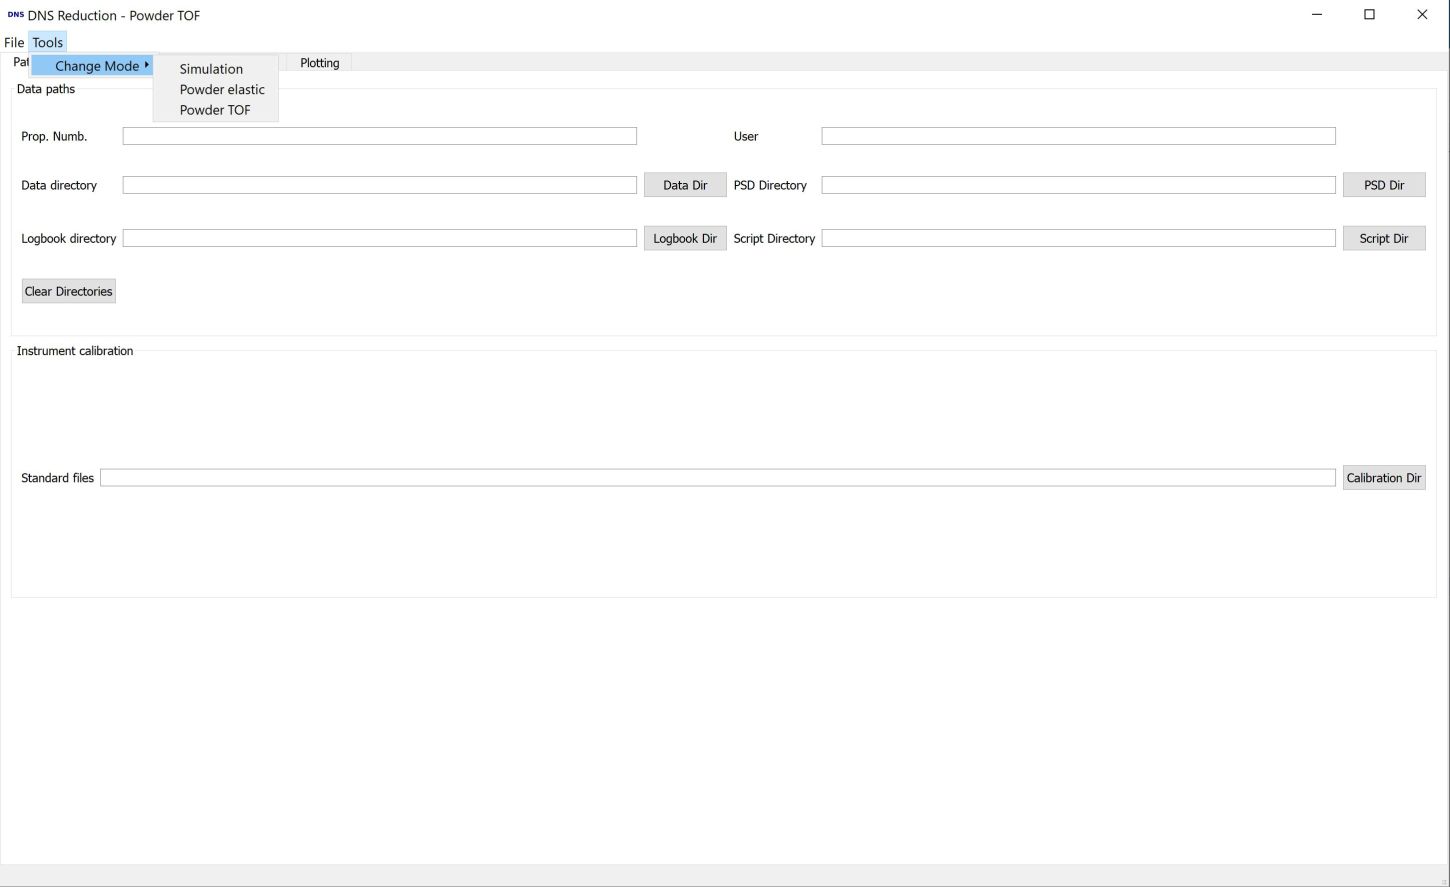 DNS DNS Reduction - Powder TOF
File Tools
Change Mode
Plotting
Simulation
Powder elastic
Powder TOF
Data paths
Prop. Numb.
User
Data directory
Data Dir
PSD Directory
PSD Dir
Logbook directory
Logbook Dir
Script Directory
Script Dir
Clear Directories
Instrument calibration
Standard files
Calibration Dir